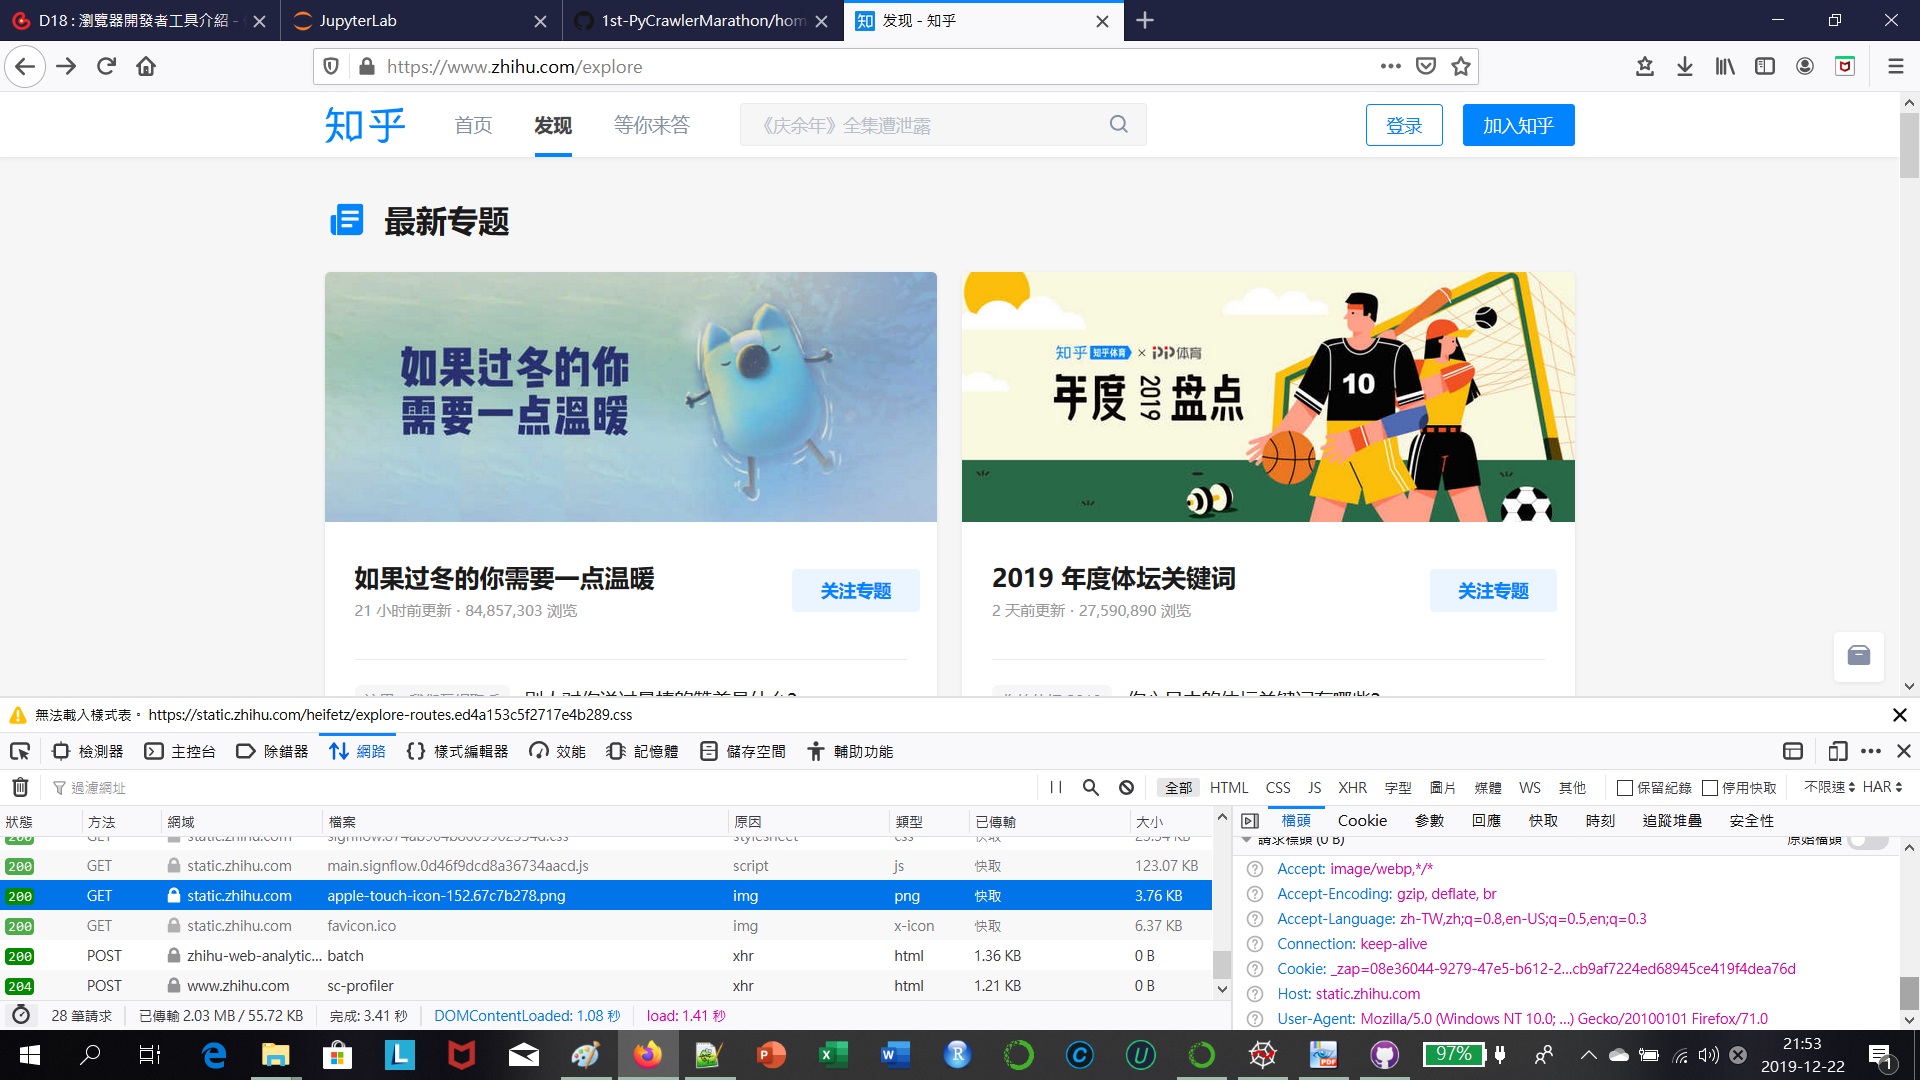 D18 : 瀏覽器開發者工具介紹 -
JupyterLab
1st-PyCrawlerMarathon/hom
知 发现 - 知乎
https://www.zhihu.com/explore
知乎
首页
发现
等你来答
《庆余年》全集遭泄露
登录
加入知乎
最新专题
如果过冬的你
需要一点温暖
知乎 知乎体育 × PP体育
年度 2019 盘点
10
如果过冬的你需要一点温暖
21 小时前更新 · 84,857,303 浏览
关注专题
2019 年度体坛关键词
2 天前更新 · 27,590,890 浏览
关注专题
無法載入樣式表。 https://static.zhihu.com/heifetz/explore-routes.ed4a153c5f2717e4b289.css
檢測器 主控台 除錯器 網路 樣式編輯器 效能 記憶體 儲存空間 輔助功能
過濾網址
全部 HTML CSS JS XHR 字型 圖片 媒體 WS 其他 保留紀錄 停用快取 不限速 HAR
狀態 方法 網域 檔案 原因 類型 已傳輸 大小
200 GET static.zhihu.com main.signflow.0d46f9dcd8a36734aacd.js script js 快取 123.07 KB
200 GET static.zhihu.com apple-touch-icon-152.67c7b278.png img png 快取 3.76 KB
200 GET static.zhihu.com favicon.ico img x-icon 快取 6.37 KB
200 POST zhihu-web-analytic... batch xhr html 1.36 KB 0 B
204 POST www.zhihu.com sc-profiler xhr html 1.21 KB 0 B
28 筆請求 已傳輸 2.03 MB / 55.72 KB 完成: 3.41 秒 DOMContentLoaded: 1.08 秒 load: 1.41 秒
檔頭 Cookie 參數 回應 快取 時刻 追蹤堆疊 安全性
請求標頭 (0 B) 原始檔頭
Accept: image/webp,*/*
Accept-Encoding: gzip, deflate, br
Accept-Language: zh-TW,zh;q=0.8,en-US;q=0.5,en;q=0.3
Connection: keep-alive
Cookie: _zap=08e36044-9279-47e5-b612-2...cb9af7224ed68945ce419f4dea76d
Host: static.zhihu.com
User-Agent: Mozilla/5.0 (Windows NT 10.0; ...) Gecko/20100101 Firefox/71.0
97%
21:53
2019-12-22
1